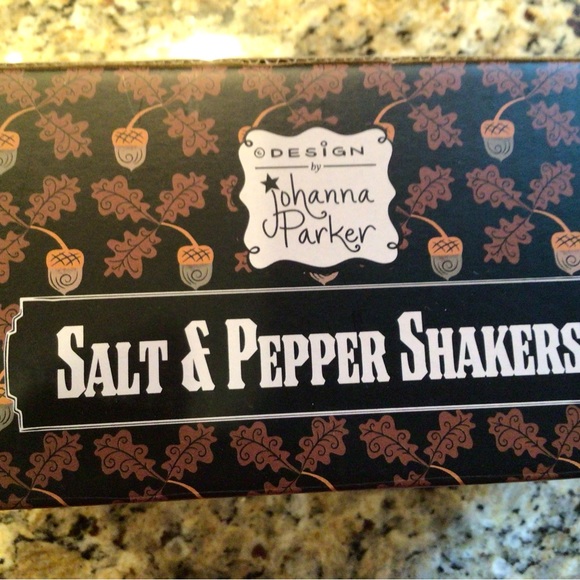 © DESIGN
by
johanna
Parker
SALT & PEPPER SHAKERS